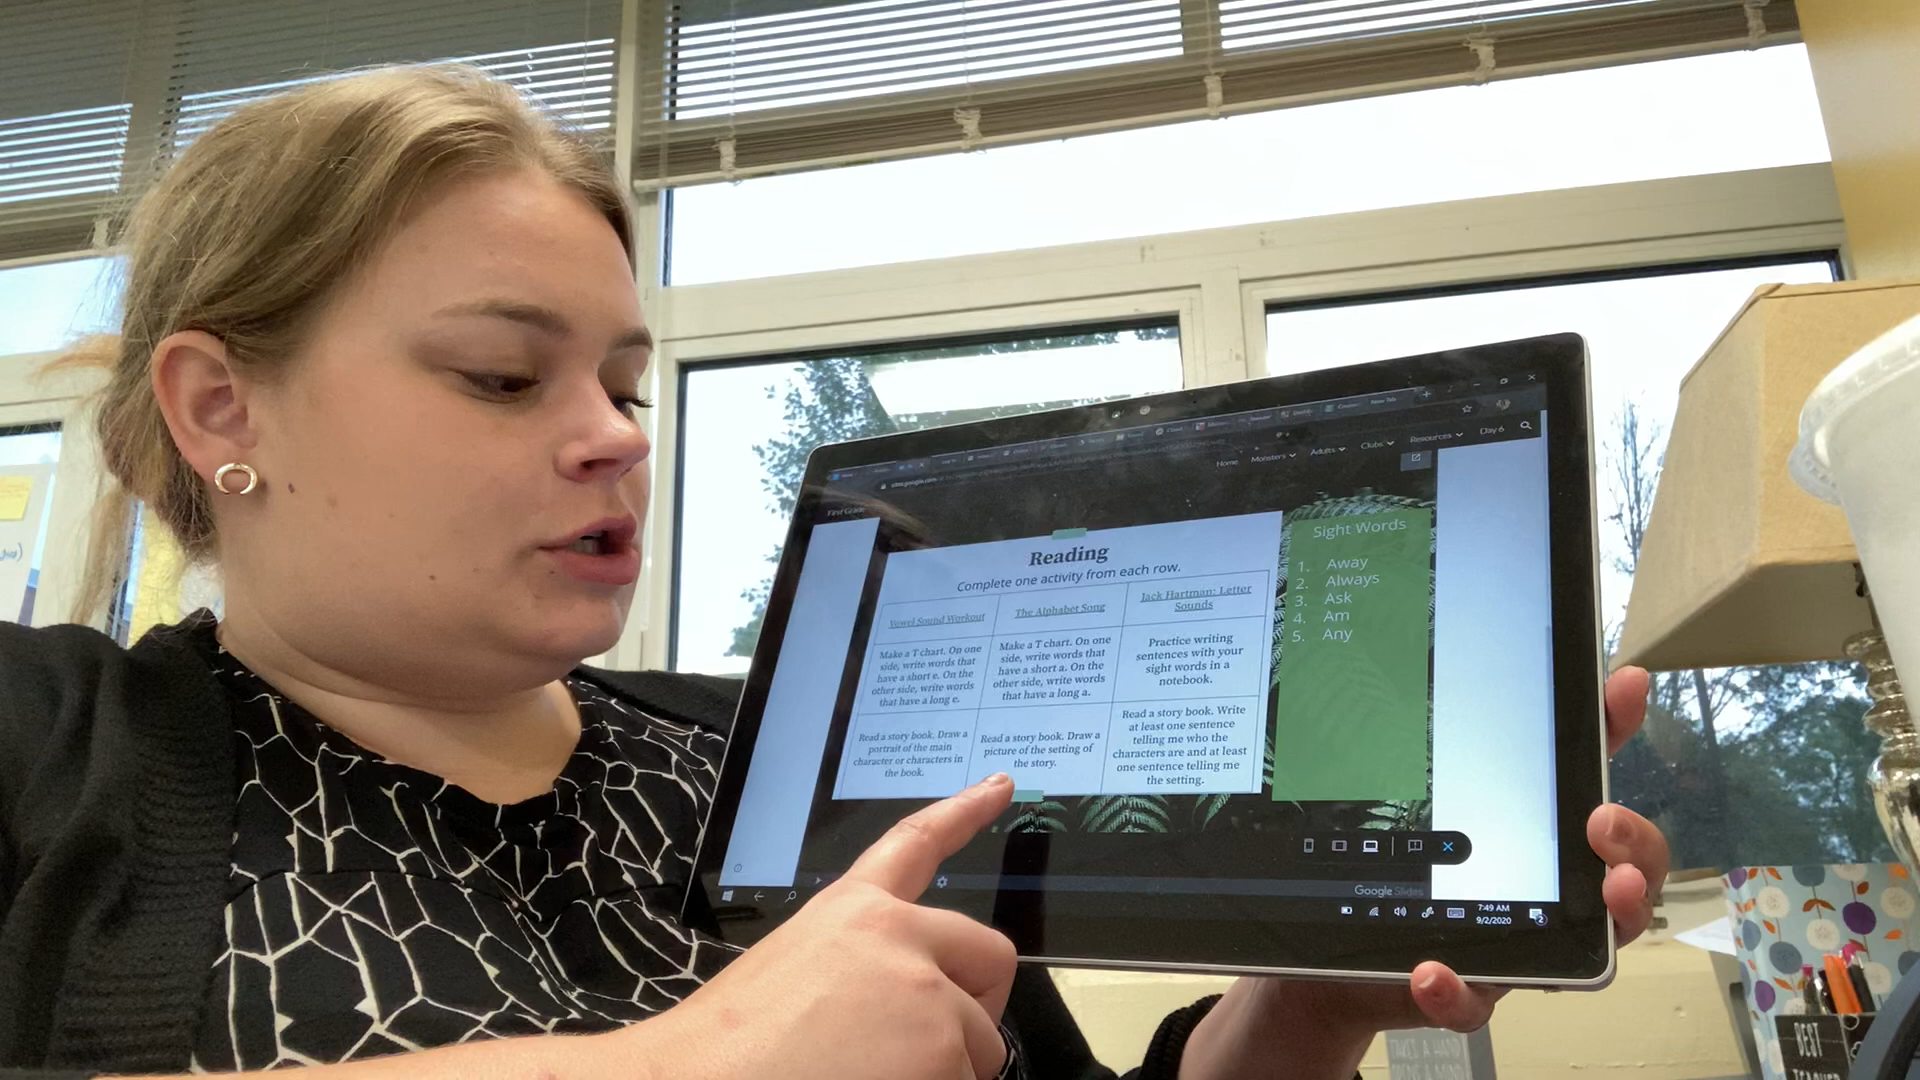 Home Monsters Adults Clubs Resources Day 6
First Grade
Reading
Complete one activity from each row.
Vowel Sound Workout
The Alphabet Song
Jack Hartman: Letter
Sounds
Make a T chart. On one
side, write words that
have a short e. On the
other side, write words
that have a long e.
Make a T chart. On one
side, write words that
have a short a. On the
other side, write words
that have a long a.
Practice writing
sentences with your
sight words in a
notebook.
Read a story book. Draw a
portrait of the main
character or characters in
the book.
Read a story book. Draw a
picture of the setting of
the story.
Read a story book. Write
at least one sentence
telling me who the
characters are and at least
one sentence telling me
the setting.
Sight Words
1. Away
2. Always
3. Ask
4. Am
5. Any
Google Slides
7:49 AM
9/2/2020
2
BEST
TEACHER
TAKES A HAND